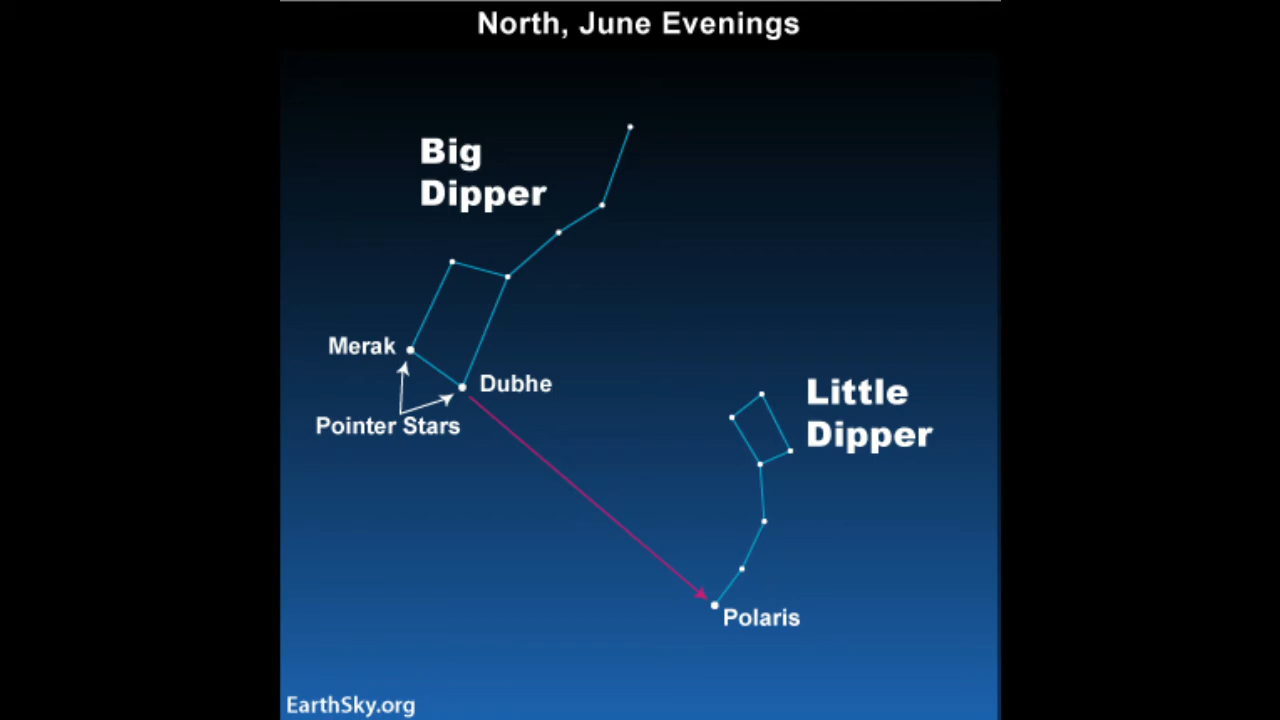 North, June Evenings
Big
Dipper
Merak
Dubhe
Pointer Stars
Little
Dipper
Polaris
EarthSky.org